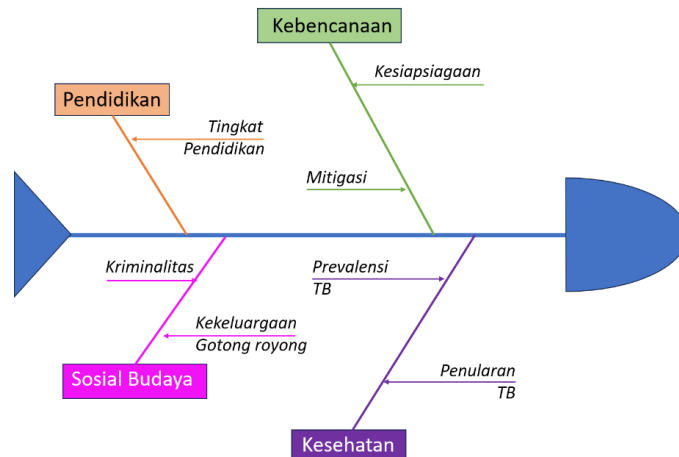 Kebencanaan
Kesiapsiagaan
Mitigasi
Pendidikan
Tingkat
Pendidikan
Kriminalitas
Kekeluargaan
Gotong royong
Sosial Budaya
Prevalensi
TB
Penularan
TB
Kesehatan